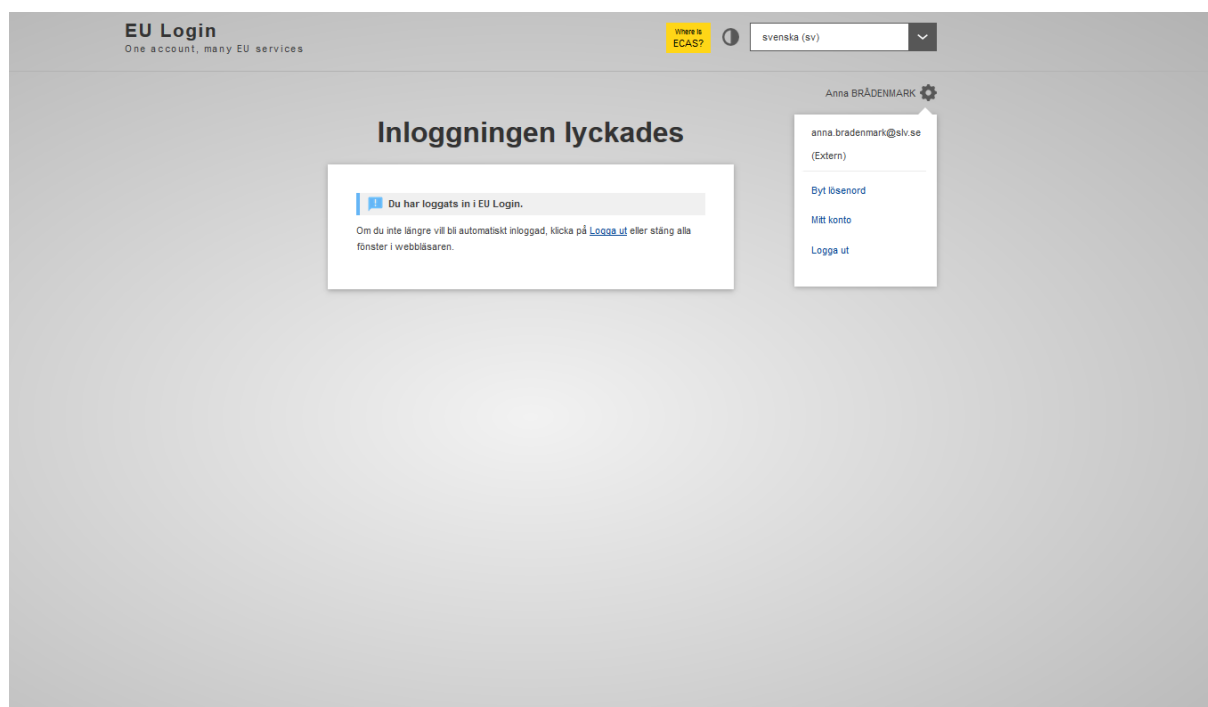 EU Login
One account, many EU services
Where is
ECAS?
svenska (sv)
Anna BRÅDENMARK
Inloggningen lyckades
anna.bradenmark@slv.se
(Extern)
Du har loggats in i EU Login.
Byt lösenord
Om du inte längre vill bli automatiskt inloggad, klicka på Logga ut eller stäng alla
fönster i webbläsaren.
Mitt konto
Logga ut